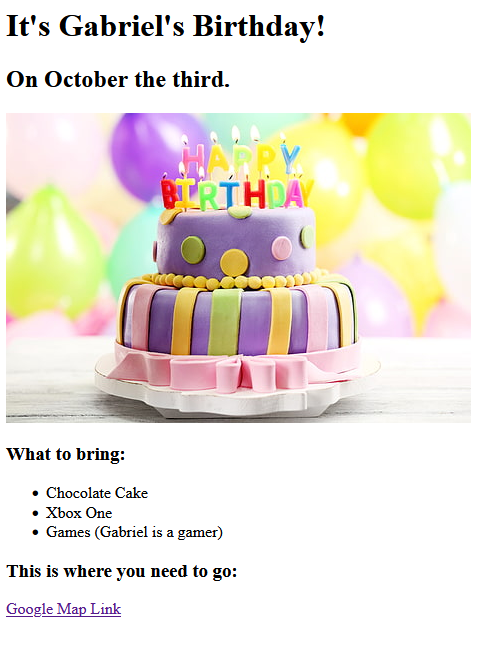 It's Gabriel's Birthday!
On October the third.
HAPPY
BIRTHDAY
What to bring:
Chocolate Cake
Xbox One
Games (Gabriel is a gamer)
This is where you need to go:
Google Map Link